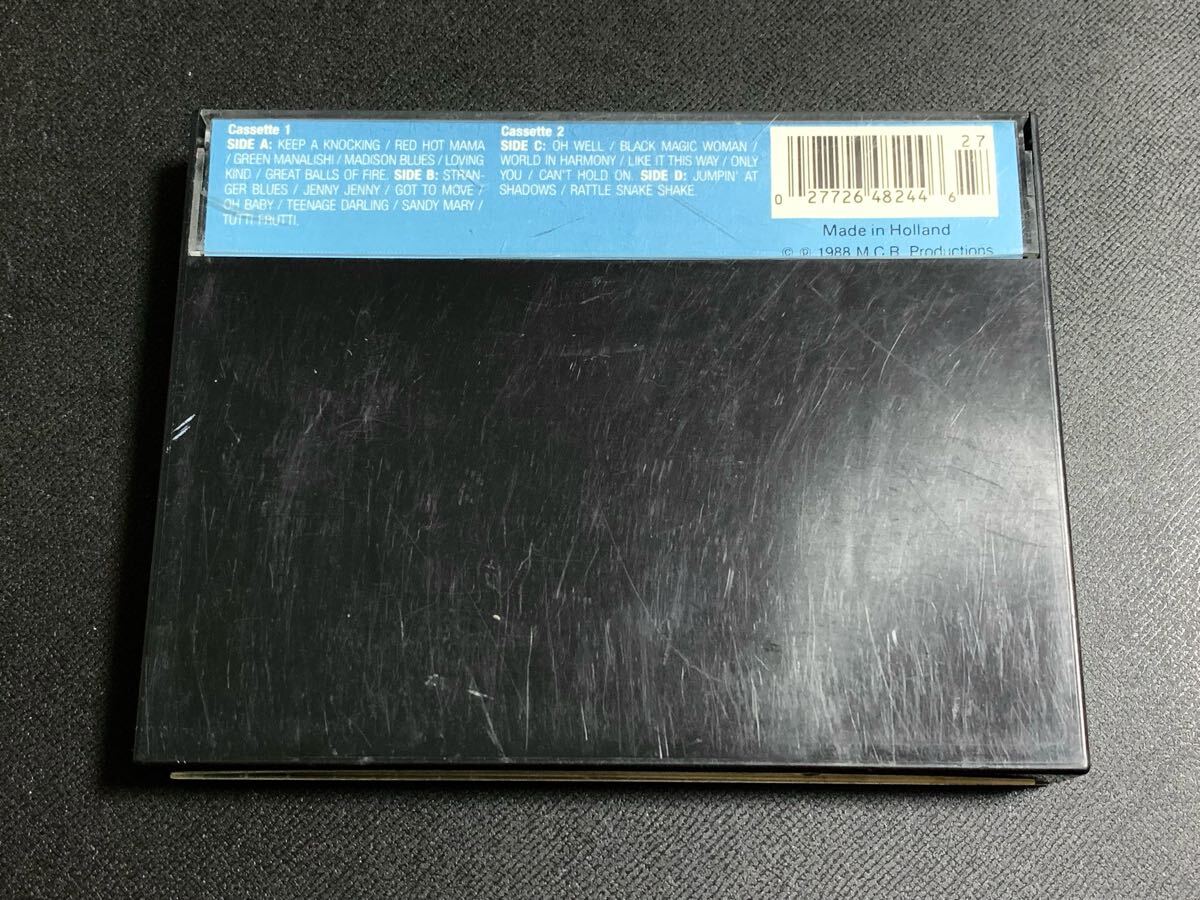 Cassette 1
SIDE A: KEEP A KNOCKING / RED HOT MAMA
/ GREEN MANALISHI / MADISON BLUES / LOVING
KIND / GREAT BALLS OF FIRE. SIDE B: STRAN-
GER BLUES / JENNY JENNY / GOT TO MOVE /
OH BABY / TEENAGE DARLING / SANDY MARY /
TUTTI FRUTTI.
Cassette 2
SIDE C: OH WELL / BLACK MAGIC WOMAN /
WORLD IN HARMONY / LIKE IT THIS WAY / ONLY
YOU / CAN'T HOLD ON. SIDE D: JUMPIN' AT
SHADOWS / RATTLE SNAKE SHAKE.
27
0 27726 48244 6
Made in Holland
© ℗ 1988 M.C.R. Productions